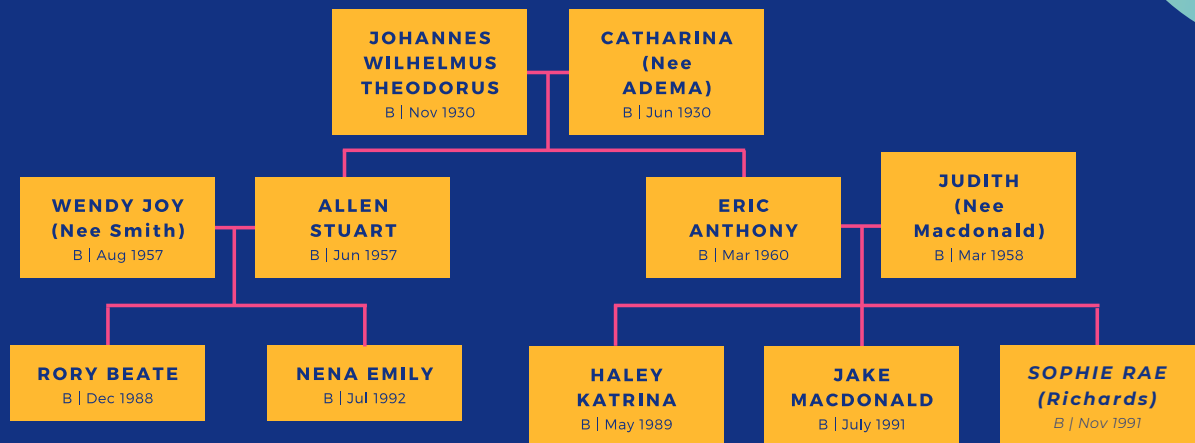 JOHANNES
WILHELMUS
THEODORUS
B | Nov 1930
CATHARINA
(Nee
ADEMA)
B | Jun 1930
WENDY JOY
(Nee Smith)
B | Aug 1957
ALLEN
STUART
B | Jun 1957
ERIC
ANTHONY
B | Mar 1960
JUDITH
(Nee
Macdonald)
B | Mar 1958
RORY BEATE
B | Dec 1988
NENA EMILY
B | Jul 1992
HALEY
KATRINA
B | May 1989
JAKE
MACDONALD
B | July 1991
SOPHIE RAE
(Richards)
B | Nov 1991